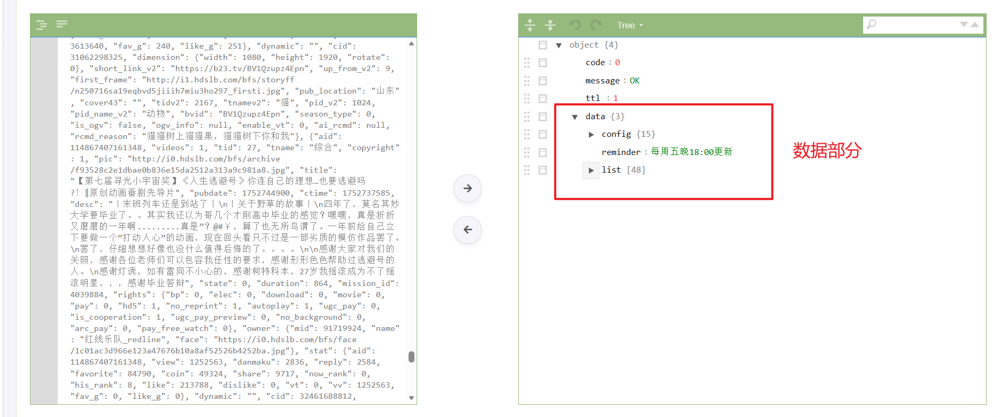 3613640, "fav_g": 240, "like_g": 251}, "dynamic": "", "cid":
31062298325, "dimension": {"width": 1080, "height": 1920, "rotate":
0}, "short_link_v2": "https://b23.tv/BV1Qzupz4Epn", "up_from_v2": 9,
"first_frame": "http://i1.hdslb.com/bfs/storyff
/n250716sa19eqbvd5jiiih7miu3ho297_firsti.jpg", "pub_location": "山东"
, "cover43": "", "tidv2": 2167, "tnamev2": "猫", "pid_v2": 1024,
"pid_name_v2": "动物", "bvid": "BV1Qzupz4Epn", "season_type": 0,
"is_ogv": false, "ogv_info": null, "enable_vt": 0, "ai_rcmd": null,
"rcmd_reason": "猫猫树上猫猫果，猫猫树下你和我"}, {"aid":
114867407161348, "videos": 1, "tid": 27, "tname": "综合", "copyright"
: 1, "pic": "http://i0.hdslb.com/bfs/archive
/f93528c2e1dbae0b836e15da2512a313a9c981a8.jpg", "title":
"【第七届寻光小宇宙奖】《人生逃避号》你连自己的理想…也要逃避吗
?! ‖原创动画番剧先导片", "pubdate": 1752744900, "ctime": 1752737585,
"desc": "丨末班列车还是到站了丨\n丨关于野草的故事丨\n四年了，莫名其妙
大学要毕业了。。其实我还以为哥几个才刚高中毕业的感觉？嘿嘿，真是折折
又磨磨的一年啊.........真是”？@#￥，算了也无所鸟谓了。一年前给自己立
下要做一个“打动人心”的动画，现在回头看只不过是一部劣质的模仿作品罢了。
\n罢了，仔细想想好像也没什么值得后悔的了。。。。\n\n感谢大家对我们的
关照，感谢各位老师们可以包容我任性的要求，感谢形形色色帮助过逃避号的
人。\n感谢灯诱，如有雷同不小心的，感谢柯特科本，27岁我摇滚成为不了摇
滚明星，，，感谢毕业答辩", "state": 0, "duration": 864, "mission_id":
4039884, "rights": {"bp": 0, "elec": 0, "download": 0, "movie": 0,
"pay": 0, "hd5": 1, "no_reprint": 1, "autoplay": 1, "ugc_pay": 0,
"is_cooperation": 1, "ugc_pay_preview": 0, "no_background": 0,
"arc_pay": 0, "pay_free_watch": 0}, "owner": {"mid": 91719924, "name"
: "红线乐队_redline", "face": "https://i0.hdslb.com/bfs/face
/1c01ac3d966e123a47676b10a8af52526b4252ba.jpg"}, "stat": {"aid":
114867407161348, "view": 1252563, "danmaku": 2836, "reply": 2584,
"favorite": 84790, "coin": 49324, "share": 9717, "now_rank": 0,
"his_rank": 8, "like": 213788, "dislike": 0, "vt": 0, "vv": 1252563,
"fav_g": 0, "like_g": 0}, "dynamic": "", "cid": 32461688812,
Tree
object {4}
code : 0
message : OK
ttl : 1
data {3}
config {15}
reminder : 每周五晚18:00更新
list [48]
数据部分